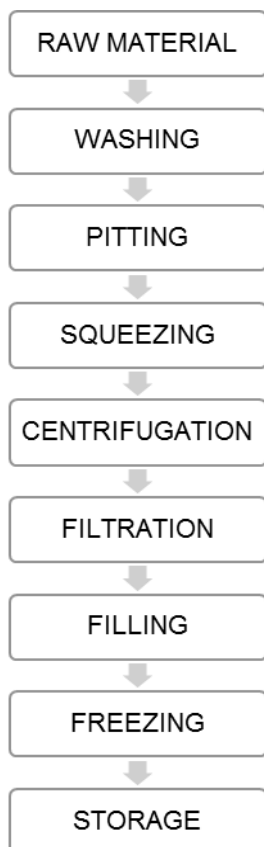 RAW MATERIAL
WASHING
PITTING
SQUEEZING
CENTRIFUGATION
FILTRATION
FILLING
FREEZING
STORAGE